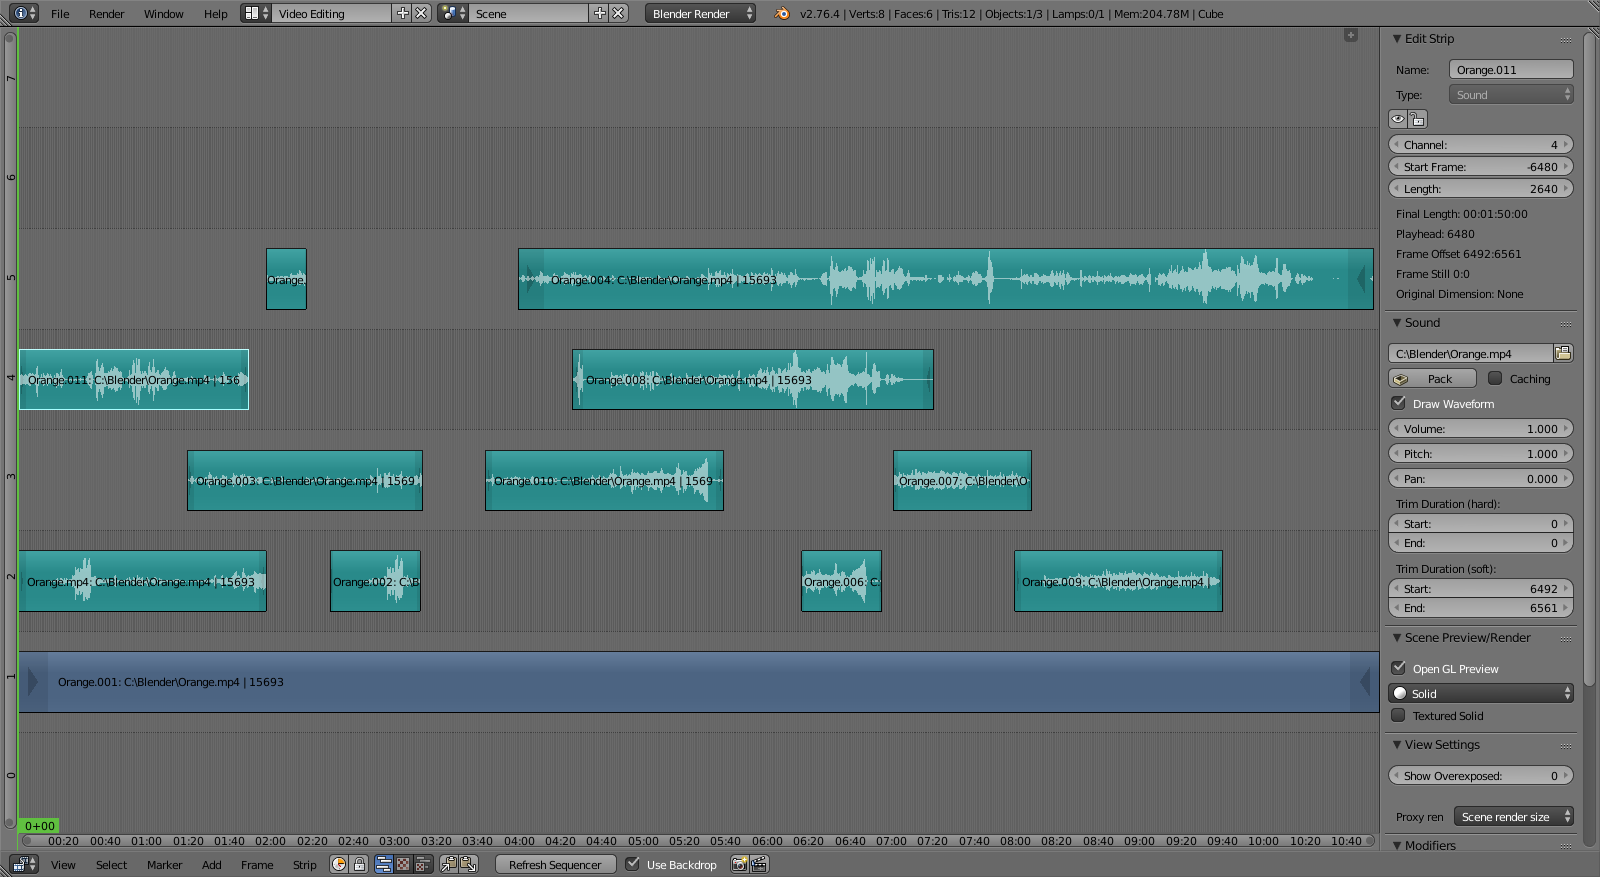 File Render Window Help Video Editing Scene Blender Render v2.76.4 | Verts:8 | Faces:6 | Tris:12 | Objects:1/3 | Lamps:0/1 | Mem:204.78M | Cube
7
6
5
4
3
2
1
0
Orange.
Orange.004: C:\Blender\Orange.mp4 | 15693
Orange.011: C:\Blender\Orange.mp4 | 156
Orange.008: C:\Blender\Orange.mp4 | 15693
Orange.003: C:\Blender\Orange.mp4 | 1569
Orange.010: C:\Blender\Orange.mp4 | 1569
Orange.007: C:\Blender\O
Orange.mp4: C:\Blender\Orange.mp4 | 15693
Orange.002: C:\B
Orange.006: C:
Orange.009: C:\Blender\Orange.mp4 |
Orange.001: C:\Blender\Orange.mp4 | 15693
0+00
00:20 00:40 01:00 01:20 01:40 02:00 02:20 02:40 03:00 03:20 03:40 04:00 04:20 04:40 05:00 05:20 05:40 06:00 06:20 06:40 07:00 07:20 07:40 08:00 08:20 08:40 09:00 09:20 09:40 10:00 10:20 10:40
View Select Marker Add Frame Strip Refresh Sequencer Use Backdrop
Edit Strip
Name: Orange.011
Type: Sound
Channel: 4
Start Frame: -6480
Length: 2640
Final Length: 00:01:50:00
Playhead: 6480
Frame Offset 6492:6561
Frame Still 0:0
Original Dimension: None
Sound
C:\Blender\Orange.mp4
Pack Caching
Draw Waveform
Volume: 1.000
Pitch: 1.000
Pan: 0.000
Trim Duration (hard):
Start: 0
End: 0
Trim Duration (soft):
Start: 6492
End: 6561
Scene Preview/Render
Open GL Preview
Solid
Textured Solid
View Settings
Show Overexposed: 0
Proxy ren Scene render size
Modifiers